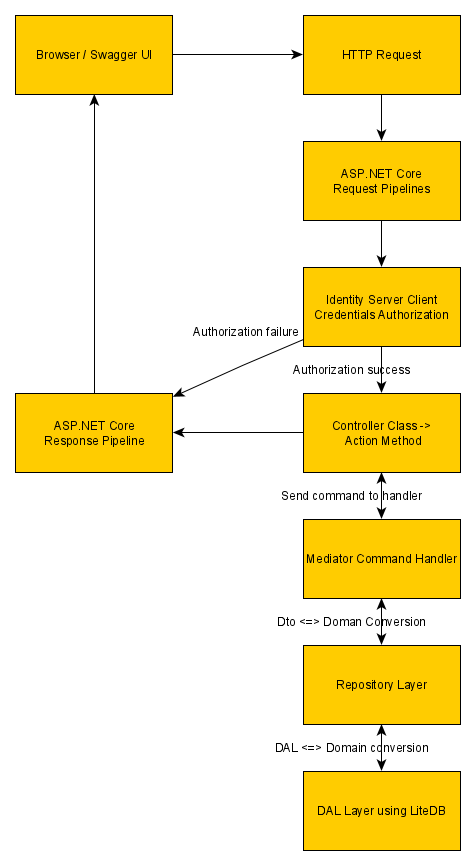 Browser / Swagger UI
HTTP Request
ASP.NET Core
Request Pipelines
Identity Server Client
Credentials Authorization
Authorization failure
Authorization success
ASP.NET Core
Response Pipeline
Controller Class ->
Action Method
Send command to handler
Mediator Command Handler
Dto <=> Doman Conversion
Repository Layer
DAL <=> Domain conversion
DAL Layer using LiteDB